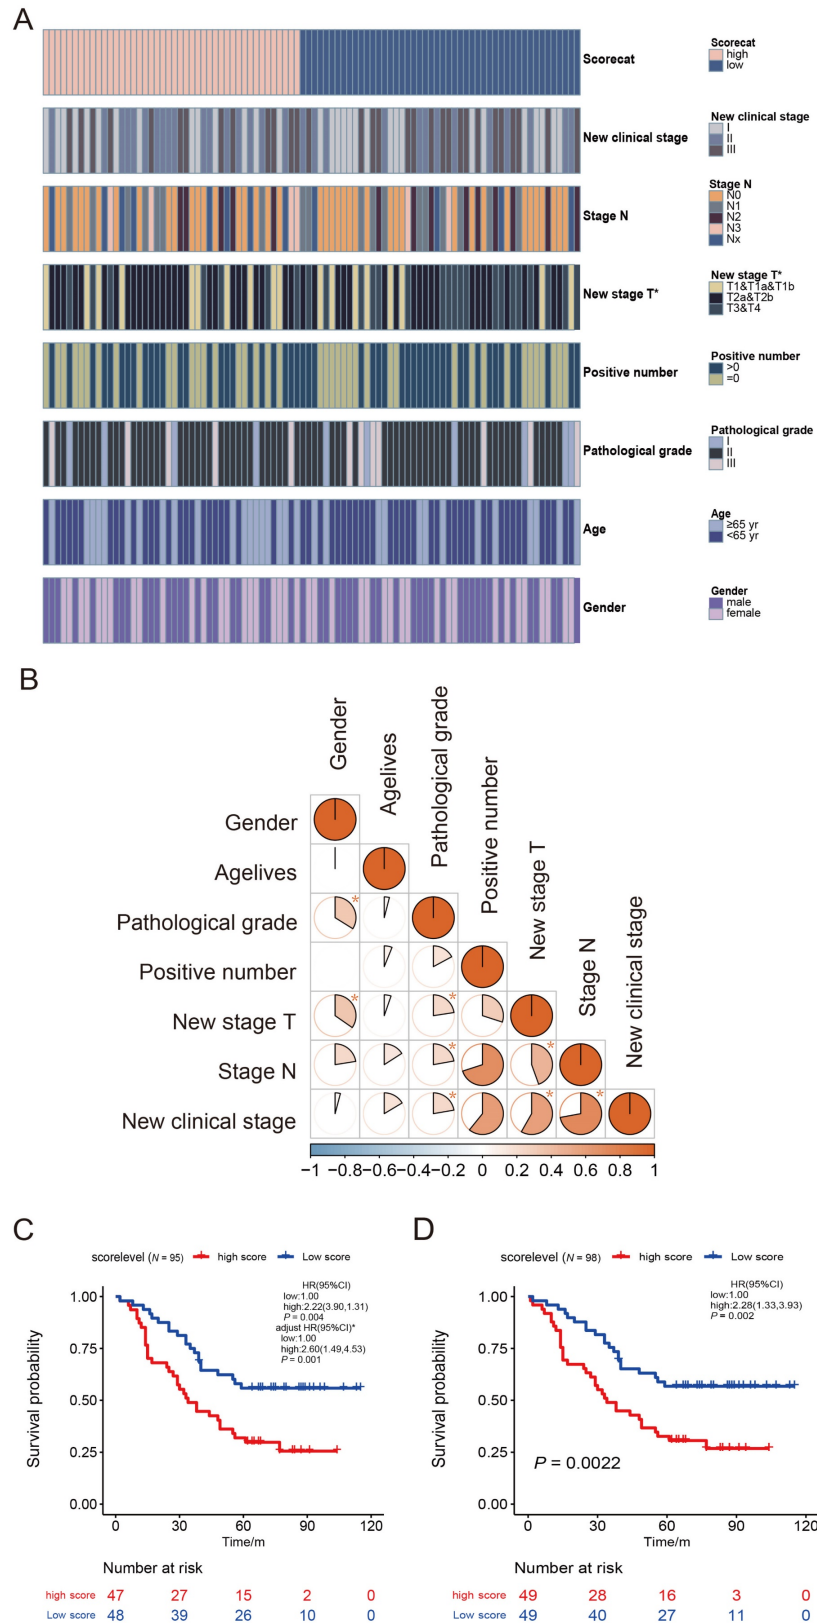 A
Scorecat
Scorecat
high
low
New clinical stage
New clinical stage
I
II
III
Stage N
Stage N
N0
N1
N2
N3
Nx
New stage T*
New stage T*
T1&T1a&T1b
T2a&T2b
T3&T4
Positive number
Positive number
>0
=0
Pathological grade
Pathological grade
I
II
III
Age
Age
≥65 yr
<65 yr
Gender
Gender
male
female
B
Gender
Agelives
Pathological grade
Positive number
New stage T
Stage N
New clinical stage
Gender
Agelives
Pathological grade *
Positive number
New stage T * *
Stage N * *
New clinical stage * * *
−1 −0.8 −0.6 −0.4 −0.2 0 0.2 0.4 0.6 0.8 1
C
scorelevel (N = 95) high score Low score
HR(95%CI)
low:1.00
high:2.22(3.90,1.31)
P = 0.004
adjust HR(95%CI)*
low:1.00
high:2.60(1.49,4.53)
P = 0.001
Survival probability
1.00
0.75
0.50
0.25
0.00
0 30 60 90 120
Time/m
Number at risk
high score 47 27 15 2 0
Low score 48 39 26 10 0
D
scorelevel (N = 98) high score Low score
HR(95%CI)
low:1.00
high:2.28(1.33,3.93)
P = 0.002
Survival probability
1.00
0.75
0.50
0.25
0.00
P = 0.0022
0 30 60 90 120
Time/m
Number at risk
high score 49 28 16 3 0
Low score 49 40 27 11 0